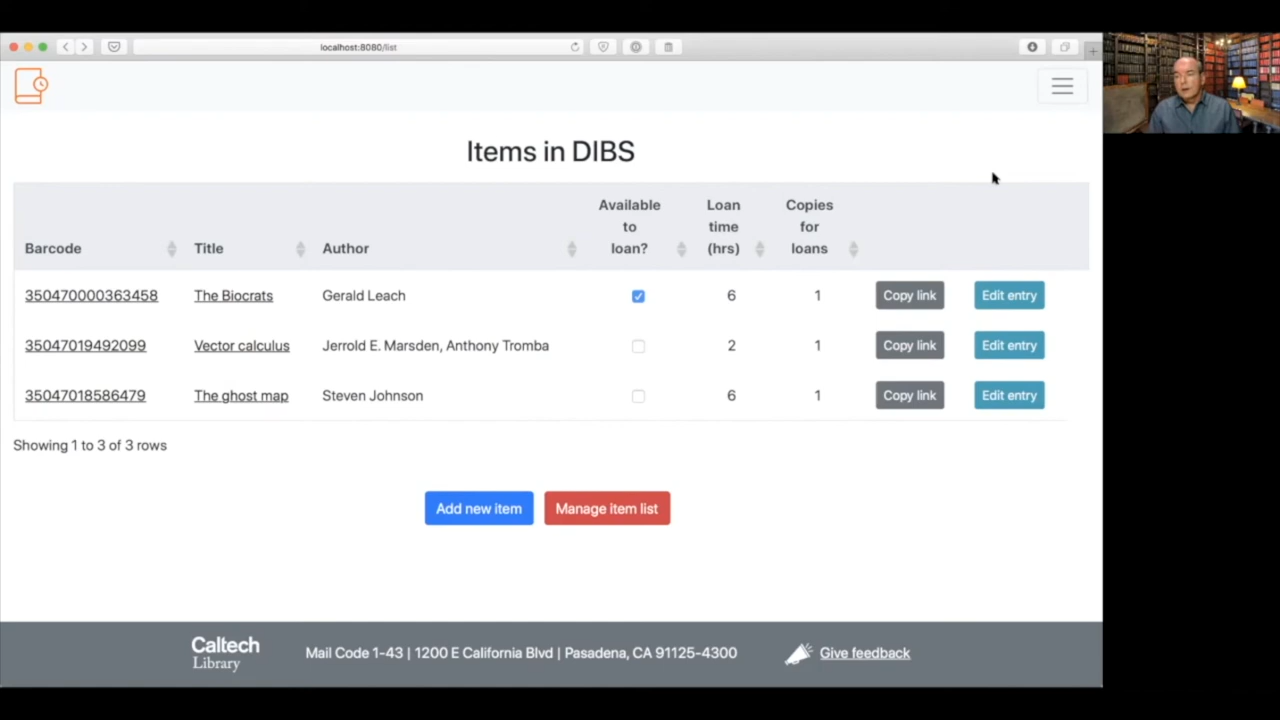 localhost:8080/list
Items in DIBS
Barcode Title Author Available to loan? Loan time (hrs) Copies for loans
350470000363458 The Biocrats Gerald Leach 6 1 Copy link Edit entry
35047019492099 Vector calculus Jerrold E. Marsden, Anthony Tromba 2 1 Copy link Edit entry
35047018586479 The ghost map Steven Johnson 6 1 Copy link Edit entry
Showing 1 to 3 of 3 rows
Add new item Manage item list
Caltech Library Mail Code 1-43 | 1200 E California Blvd | Pasadena, CA 91125-4300 Give feedback